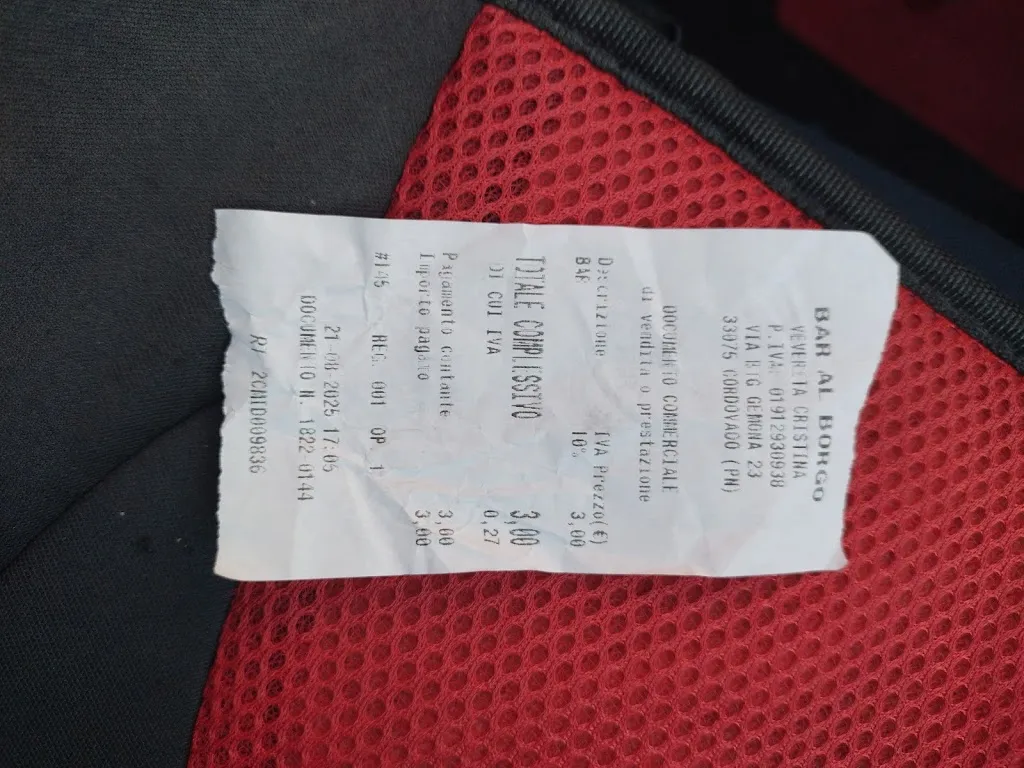 BAR AL BORGO
CRISTINA
P.IVA: 01912930938
VIA BTG GEMONA 23
33075 CORDOVADO (PN)
DOCUMENTO COMMERCIALE
di vendita o prestazione
Descrizione IVA Prezzo(€)
BAR 10% 3,00
TOTALE COMPLESSIVO 3,00
DI CUI IVA 0,27
Pagamento contante 3,00
Importo pagato 3,00
#145 REG. 001 OP 1
21-08-2025 17:05
DOCUMENTO N. 1822 0144
RT 2CMID009836